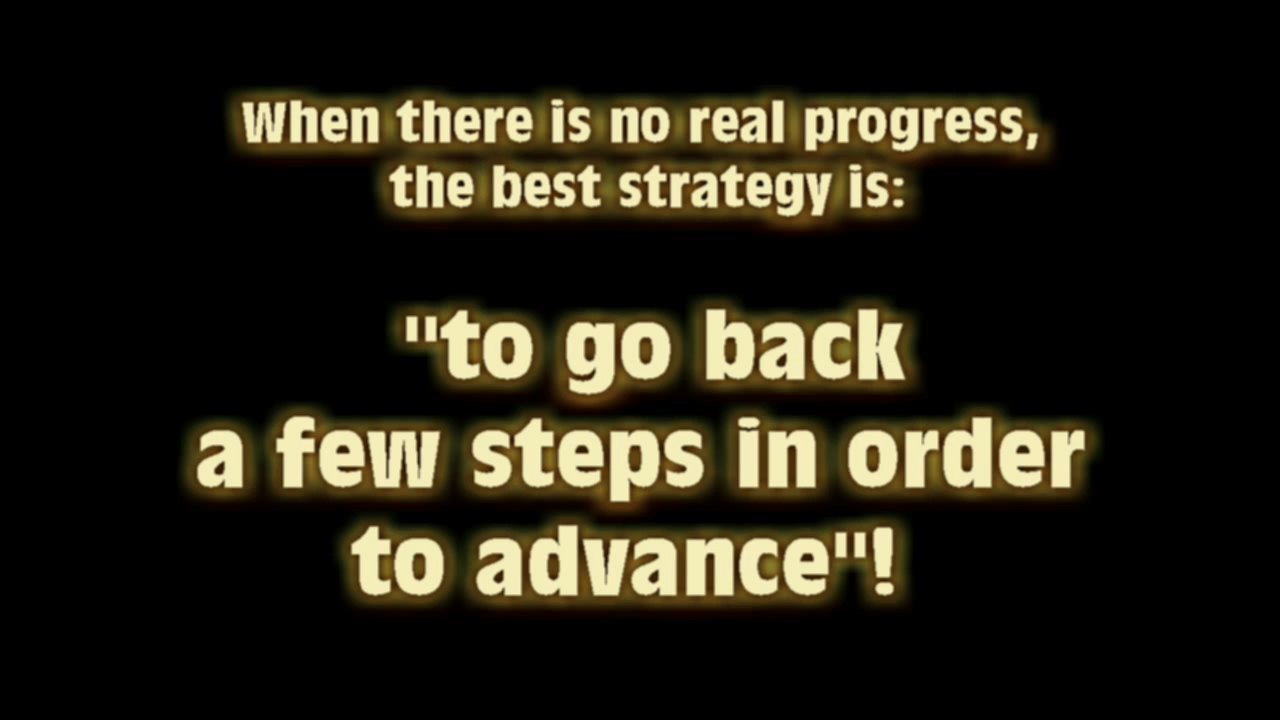 When there is no real progress,
the best strategy is:
"to go back
a few steps in order
to advance"!